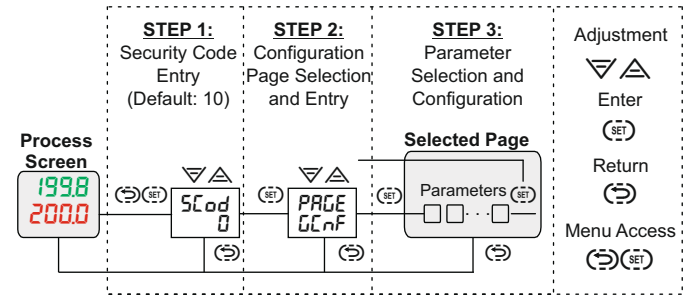 STEP 1:
Security Code
Entry
(Default: 10)
STEP 2:
Configuration
Page Selection
and Entry
STEP 3:
Parameter
Selection and
Configuration
Adjustment
Enter
SET
Return
Menu Access
SET
Process
Screen
199.8
200.0
SET
SCod
0
SET
PAGE
GCnF
SET
Selected Page
Parameters
SET